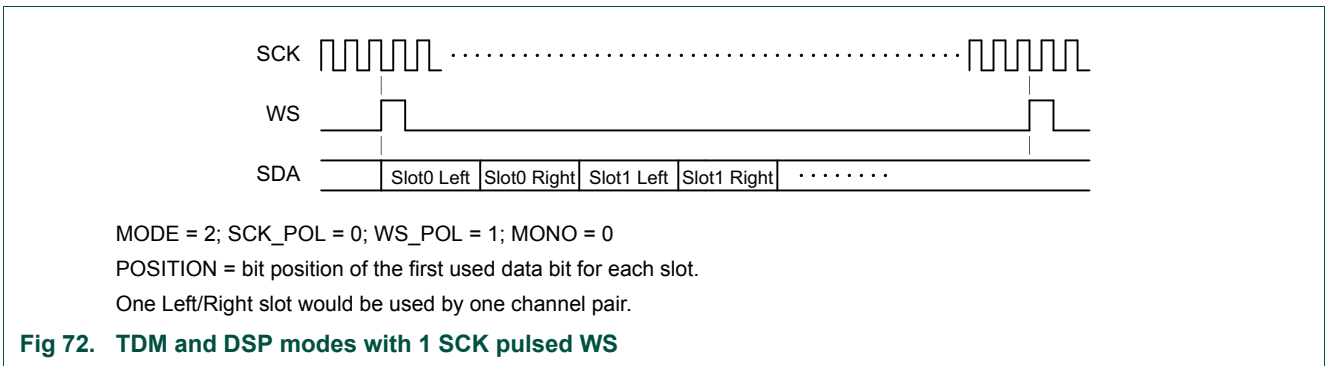 SCK
WS
SDA Slot0 Left Slot0 Right Slot1 Left Slot1 Right
MODE = 2; SCK_POL = 0; WS_POL = 1; MONO = 0
POSITION = bit position of the first used data bit for each slot.
One Left/Right slot would be used by one channel pair.
Fig 72. TDM and DSP modes with 1 SCK pulsed WS